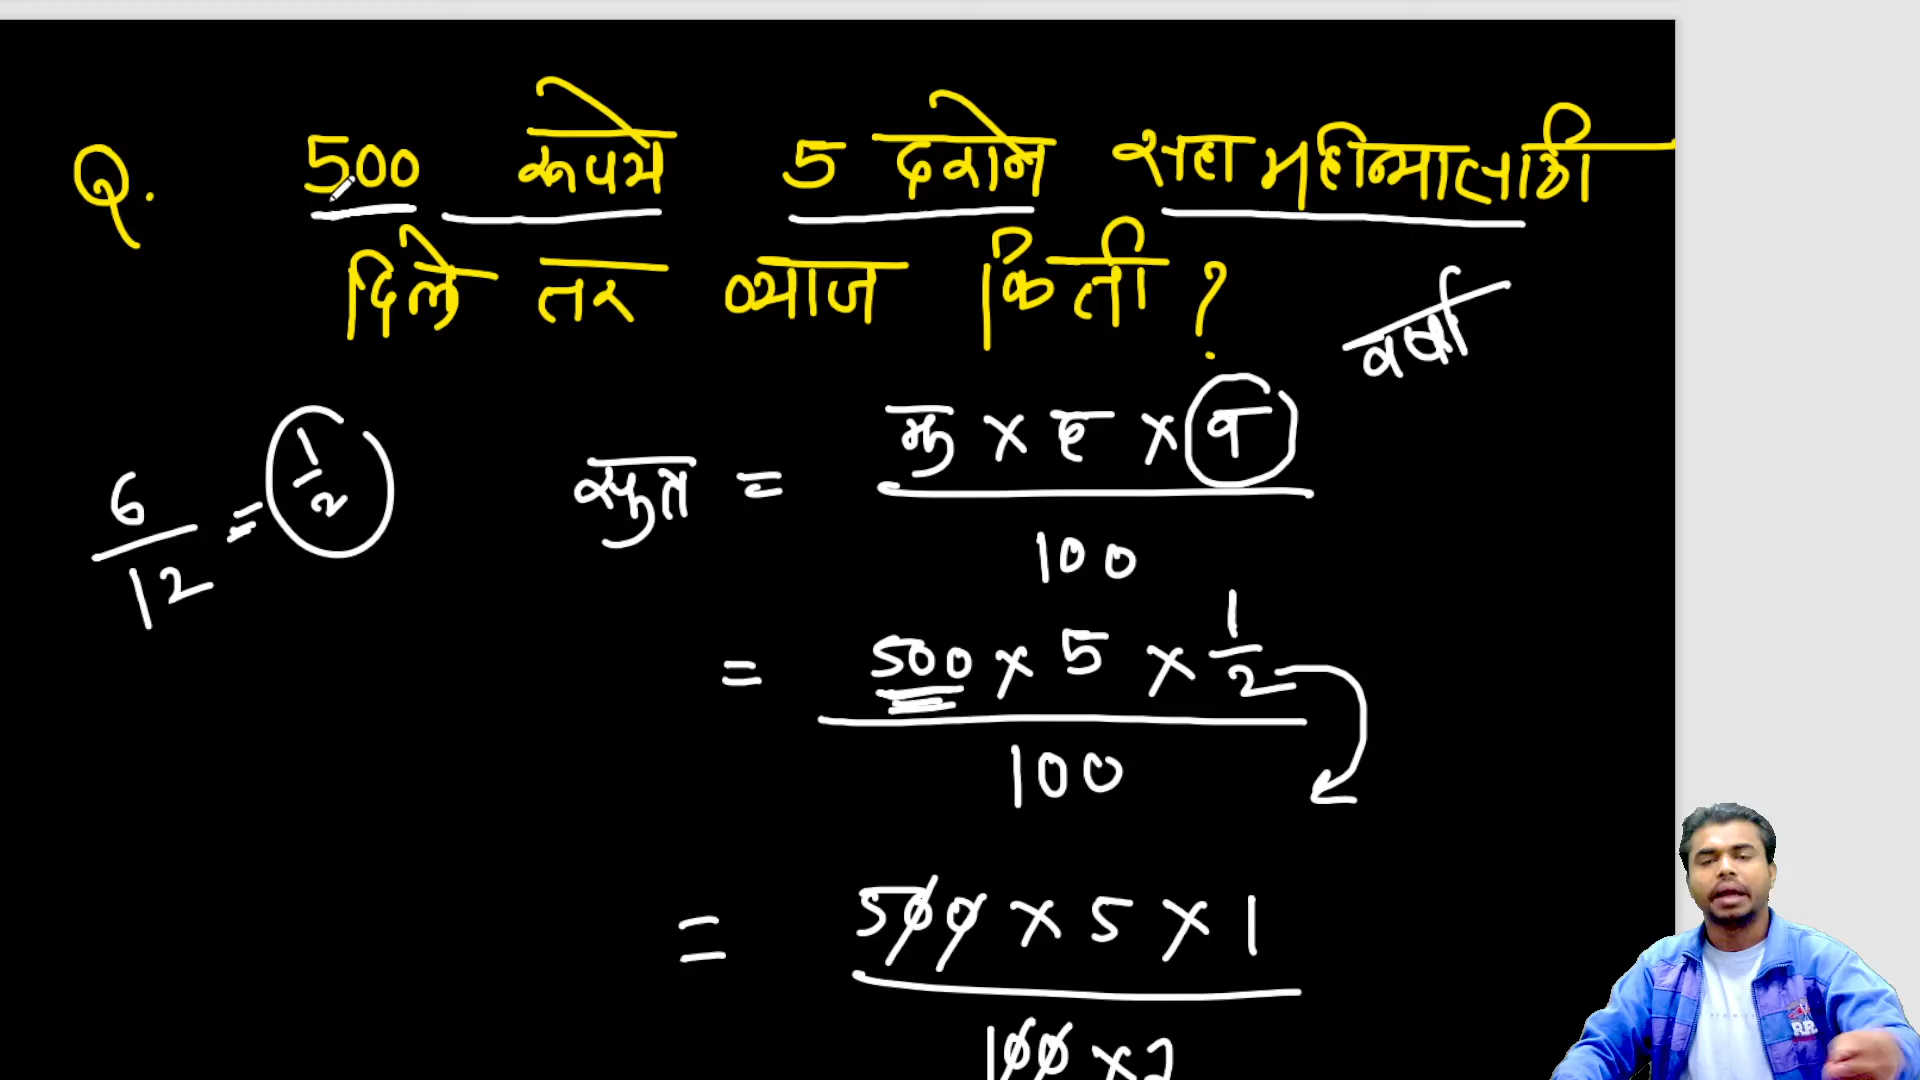 Q. 500 रूपये 5 दराने सहा महीन्यासाठी
दिले तर व्याज किती?
वर्षा
6/12 = 1/2
सुत्र = मु × द × व / 100
= 500 × 5 × 1/2 / 100
= 500 × 5 × 1 / 100 × 2